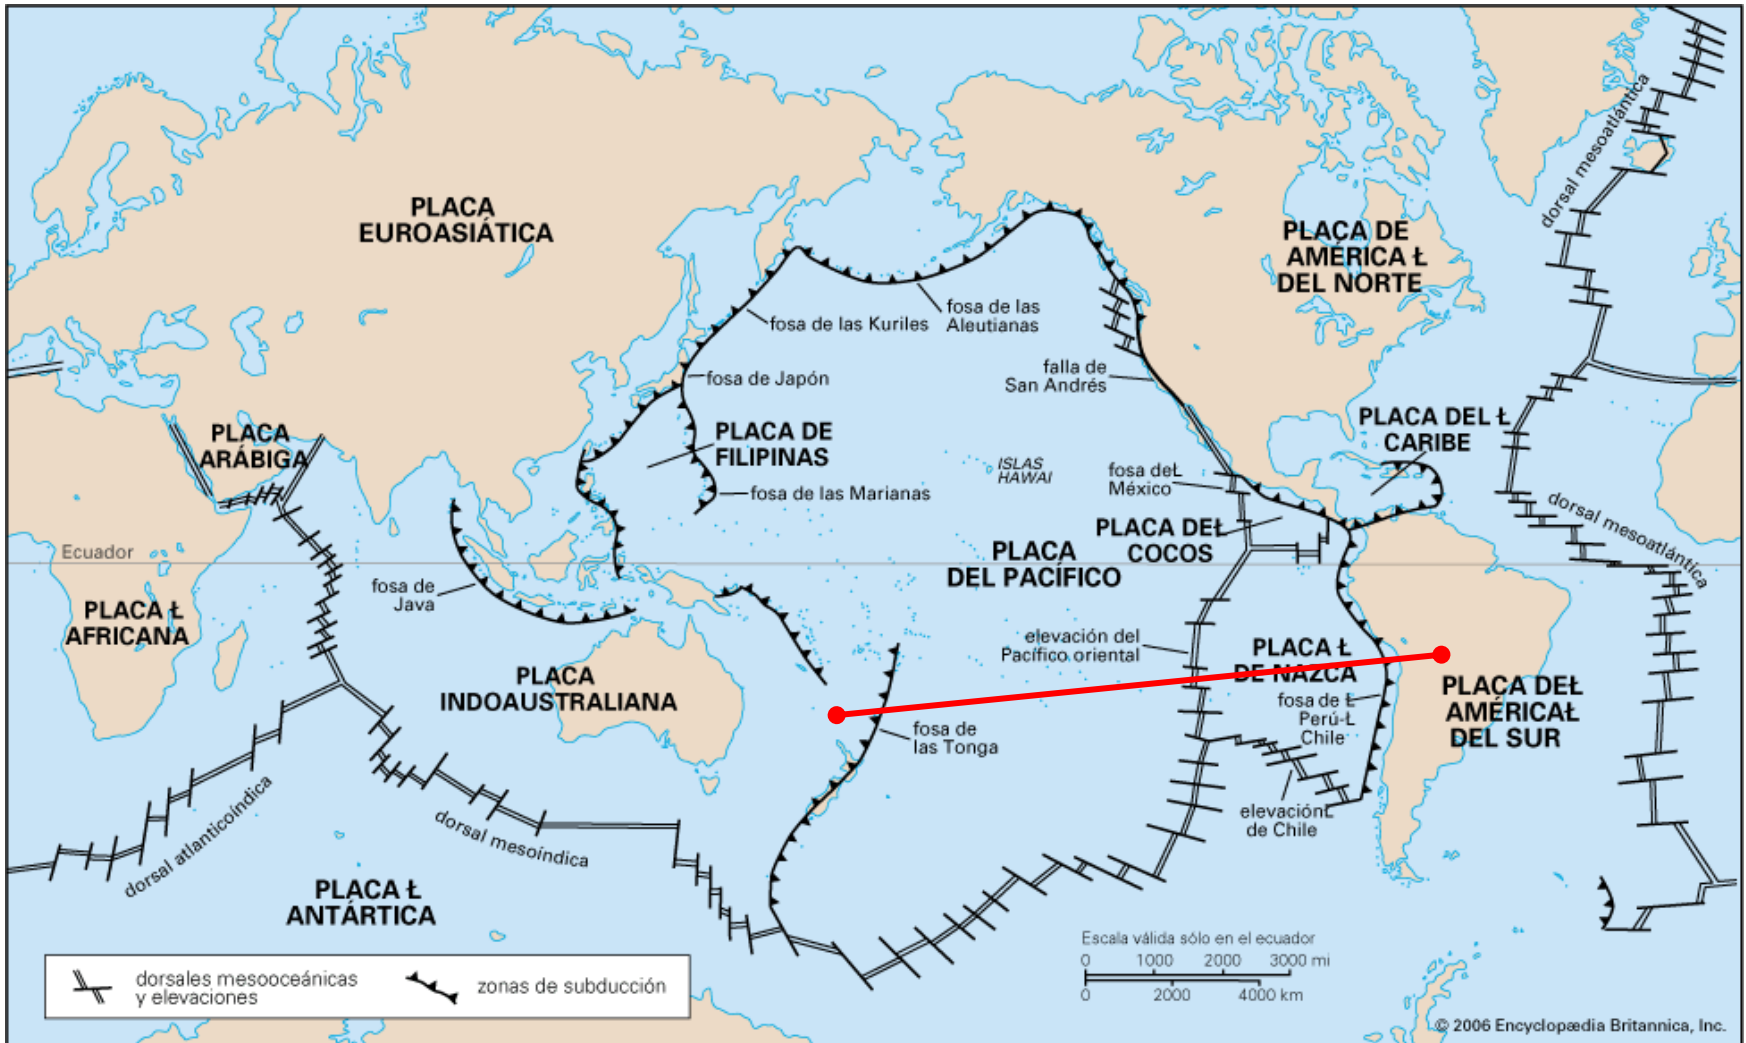 dorsal mesoatlántica
PLACA
EUROASIÁTICA
PLACA DE
AMÉRICA Ł
DEL NORTE
fosa de las Kuriles
fosa de las
Aleutianas
falla de
San Andrés
fosa de Japón
PLACA
ARÁBIGA
PLACA DE
FILIPINAS
PLACA DEL Ł
CARIBE
ISLAS
HAWAI
fosa deŁ
México
fosa de las Marianas
dorsal mesoatlántica
PLACA DEŁ
COCOS
Ecuador
PLACA
DEL PACÍFICO
fosa de
Java
PLACA Ł
AFRICANA
elevación del
Pacífico oriental
PLACA Ł
DE NAZCA
PLACA
INDOAUSTRALIANA
PLACA DEŁ
AMÉRICAŁ
DEL SUR
fosa de Ł
Perú-Ł
Chile
fosa de
las Tonga
dorsal atlanticoíndica
dorsal mesoíndica
elevaciónŁ
de Chile
PLACA Ł
ANTÁRTICA
Escala válida sólo en el ecuador
0 1000 2000 3000 mi
0 2000 4000 km
dorsales mesooceánicas
y elevaciones
zonas de subducción
© 2006 Encyclopædia Britannica, Inc.